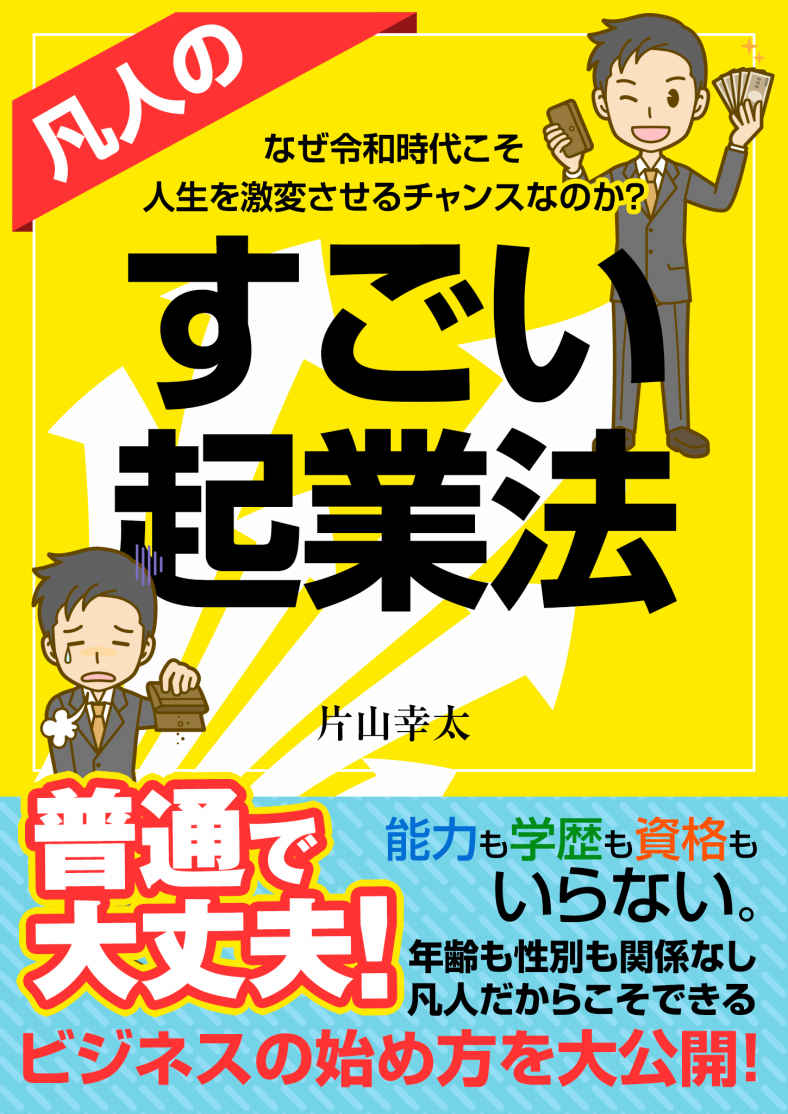 凡人の
なぜ令和時代こそ
人生を激変させるチャンスなのか?
すごい
起業法
片山幸太
普通で
大丈夫!
能力も学歴も資格も
いらない。
年齢も性別も関係なし
凡人だからこそできる
ビジネスの始め方を大公開!